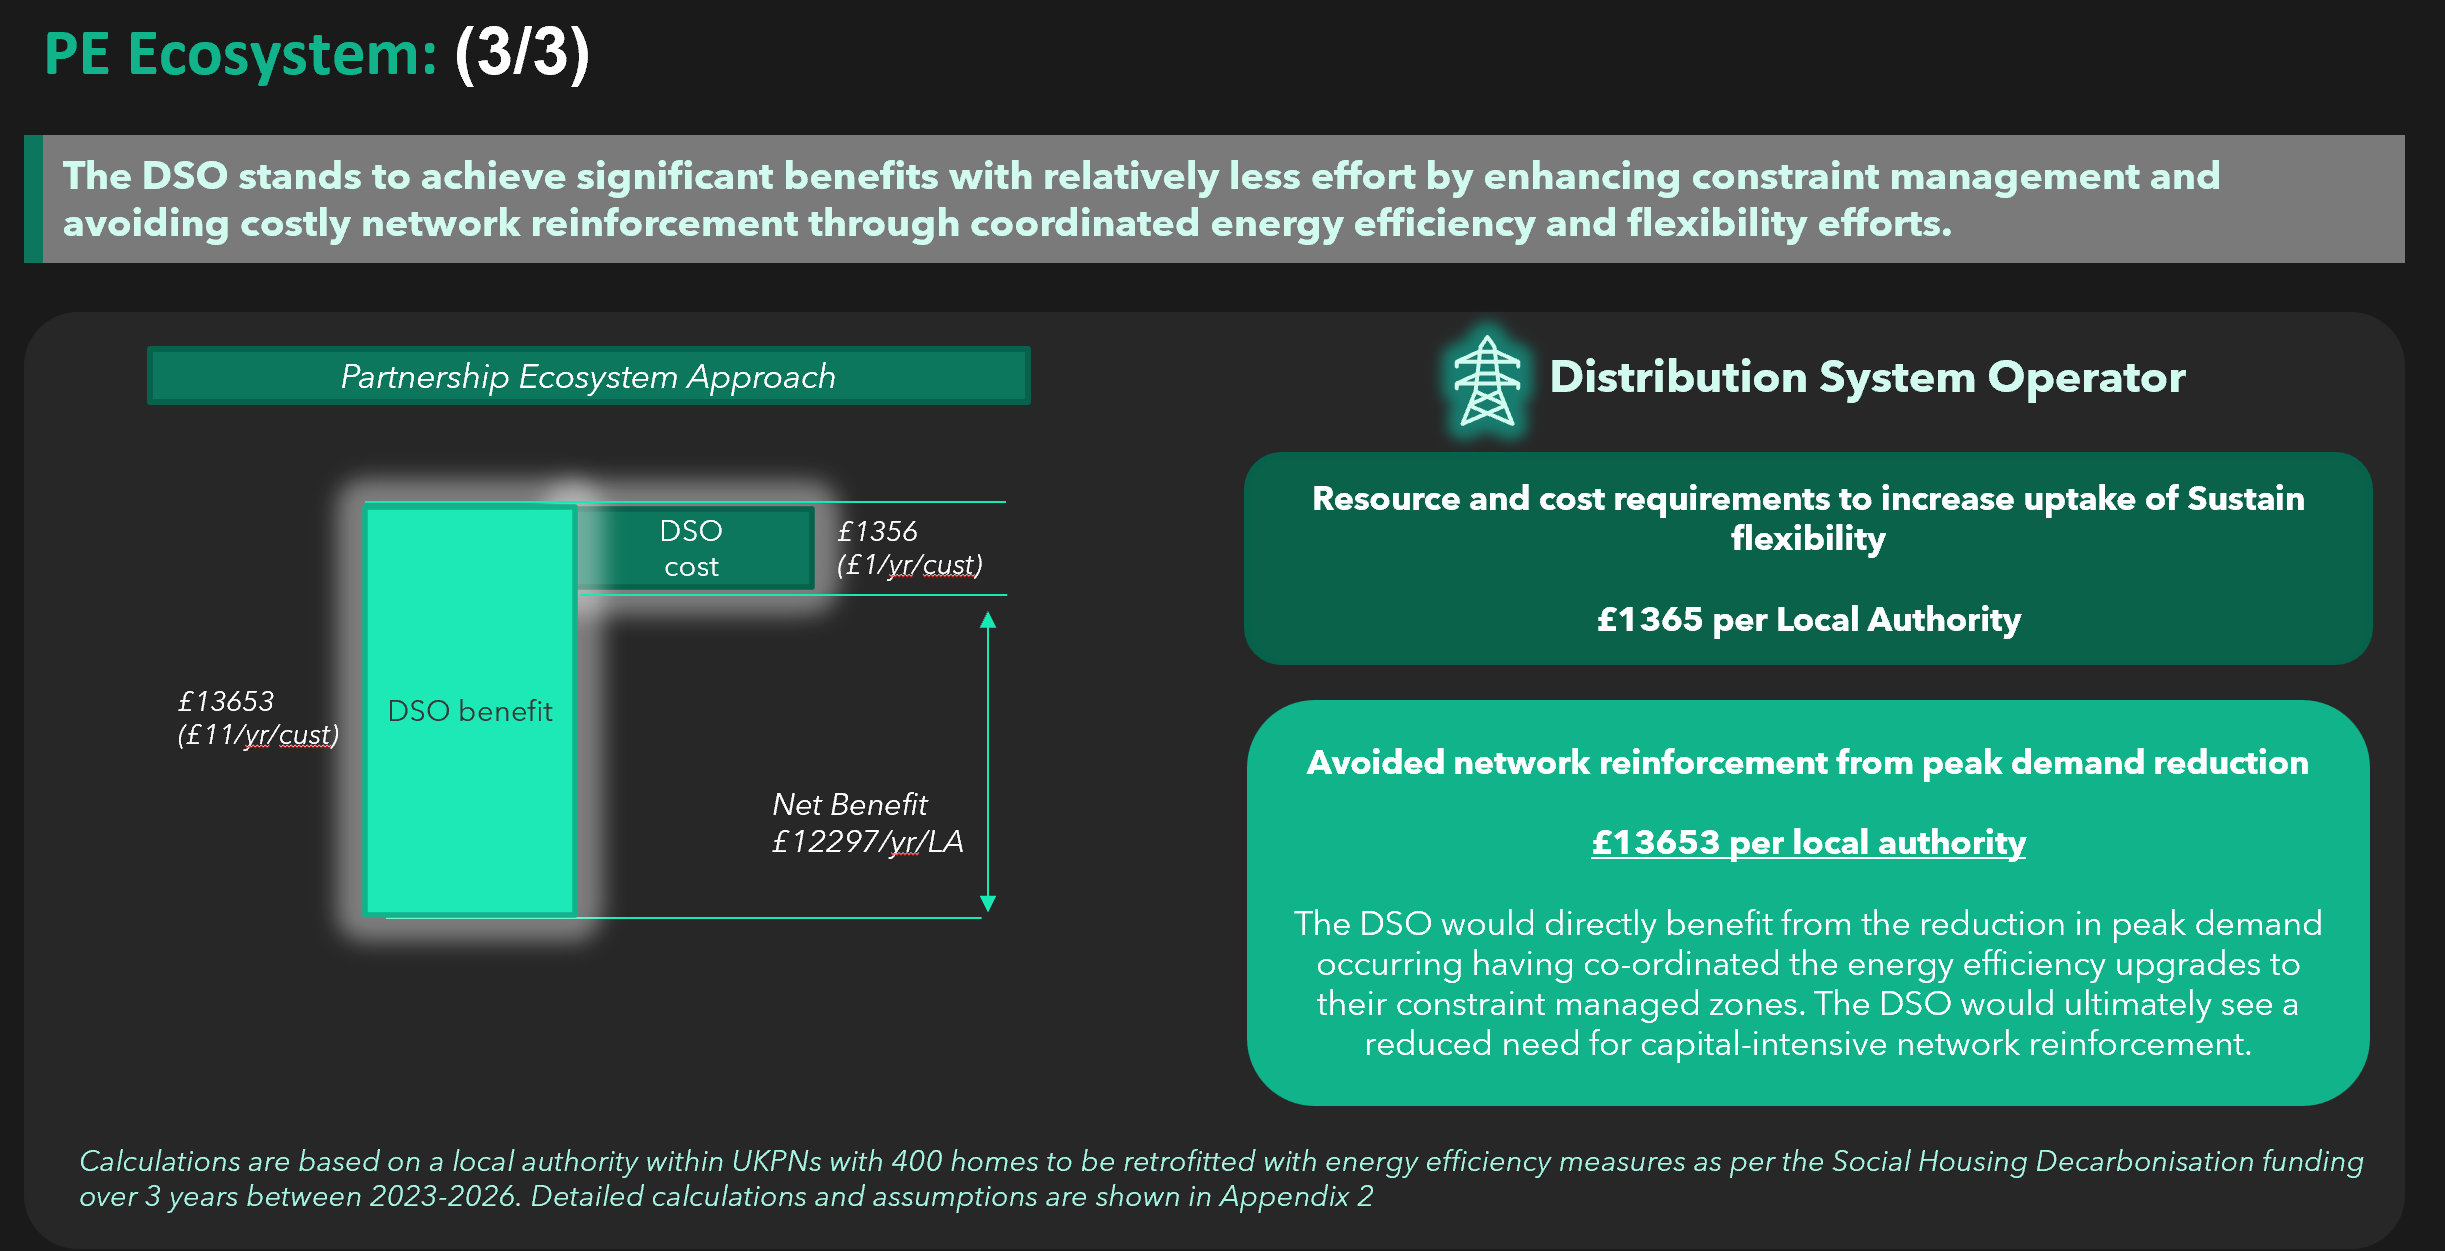 PE Ecosystem: (3/3)
The DSO stands to achieve significant benefits with relatively less effort by enhancing constraint management and
avoiding costly network reinforcement through coordinated energy efficiency and flexibility efforts.
Partnership Ecosystem Approach
DSO
cost
£1356
(£1/yr/cust)
£13653
(£11/yr/cust)
DSO benefit
Net Benefit
£12297/yr/LA
Distribution System Operator
Resource and cost requirements to increase uptake of Sustain
flexibility
£1365 per Local Authority
Avoided network reinforcement from peak demand reduction
£13653 per local authority
The DSO would directly benefit from the reduction in peak demand
occurring having co-ordinated the energy efficiency upgrades to
their constraint managed zones. The DSO would ultimately see a
reduced need for capital-intensive network reinforcement.
Calculations are based on a local authority within UKPNs with 400 homes to be retrofitted with energy efficiency measures as per the Social Housing Decarbonisation funding
over 3 years between 2023-2026. Detailed calculations and assumptions are shown in Appendix 2